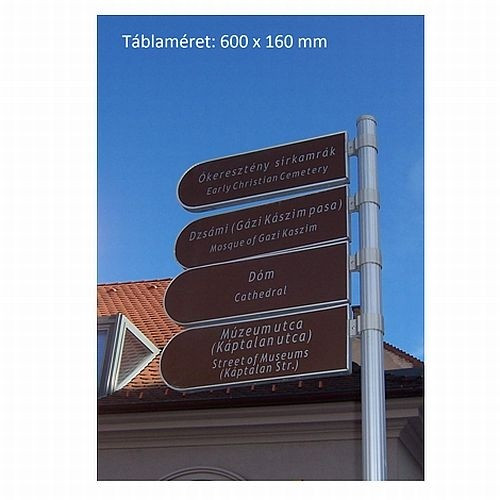 Táblaméret: 600 x 160 mm
Ókeresztény sirkamrák
Early Christian Cemetery
Dzsámi (Gázi Kászim pasa)
Mosque of Gazi Kaszim
Dóm
Cathedral
Múzeum utca
(Káptalan utca)
Street of Museums
(Káptalan Str.)